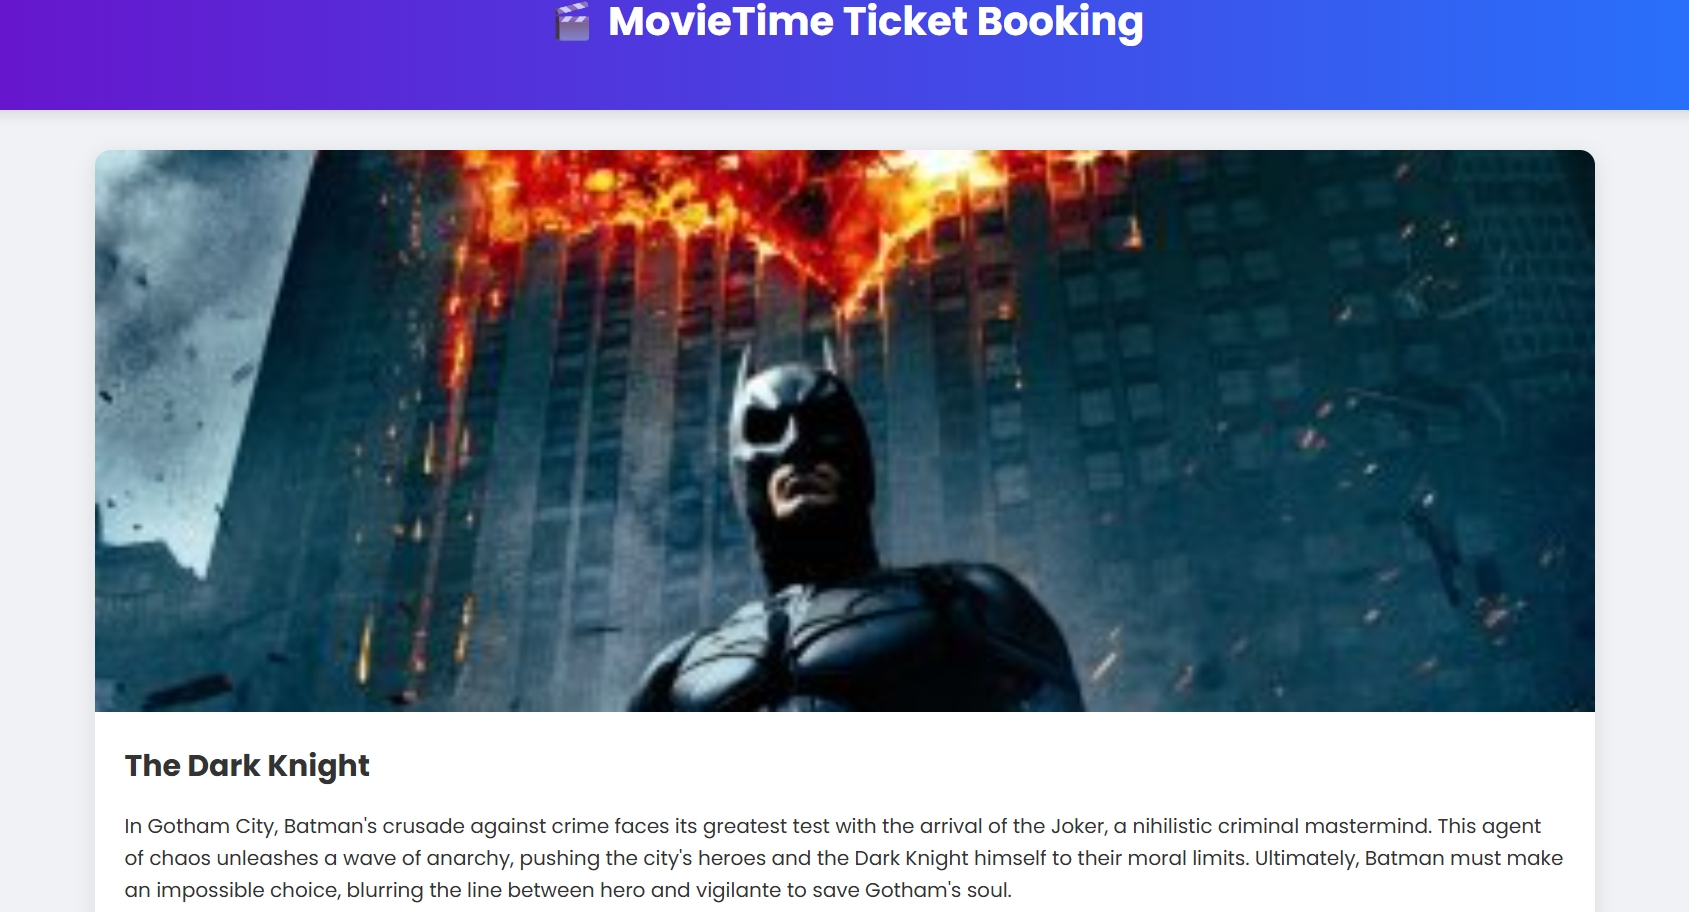 🎬 MovieTime Ticket Booking
The Dark Knight
In Gotham City, Batman's crusade against crime faces its greatest test with the arrival of the Joker, a nihilistic criminal mastermind. This agent
of chaos unleashes a wave of anarchy, pushing the city's heroes and the Dark Knight himself to their moral limits. Ultimately, Batman must make
an impossible choice, blurring the line between hero and vigilante to save Gotham's soul.